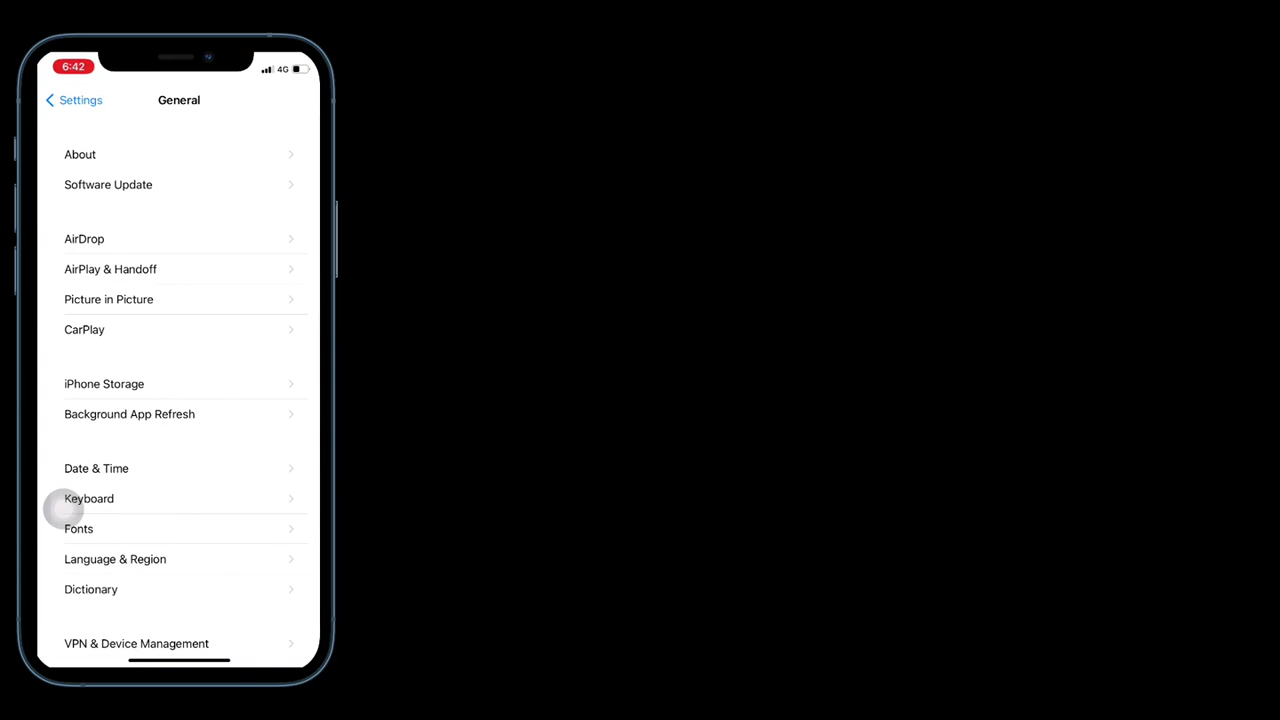 6:42
4G
Settings
General
About
Software Update
AirDrop
AirPlay & Handoff
Picture in Picture
CarPlay
iPhone Storage
Background App Refresh
Date & Time
Keyboard
Fonts
Language & Region
Dictionary
VPN & Device Management